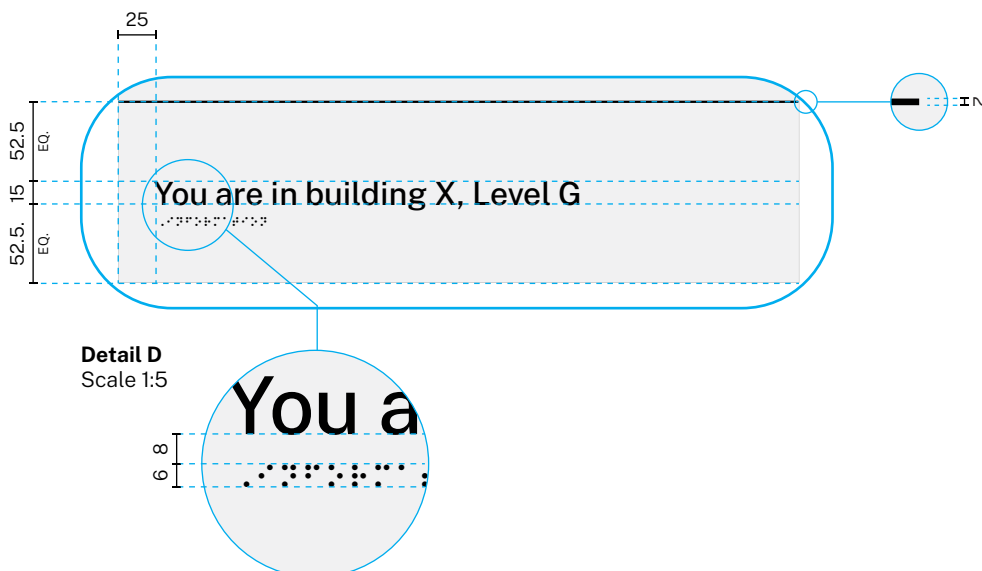 25
52.5
EQ.
15
52.5.
EQ.
2
You are in building X, Level G
⠠⠊⠝⠋⠕⠗⠍⠁⠞⠊⠕⠝
Detail D
Scale 1:5
You a
8
6
⠠⠊⠝⠋⠕⠗⠍⠁